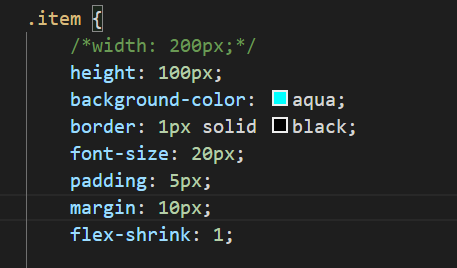 .item {
/*width: 200px;*/
height: 100px;
background-color: aqua;
border: 1px solid black;
font-size: 20px;
padding: 5px;
margin: 10px;
flex-shrink: 1;